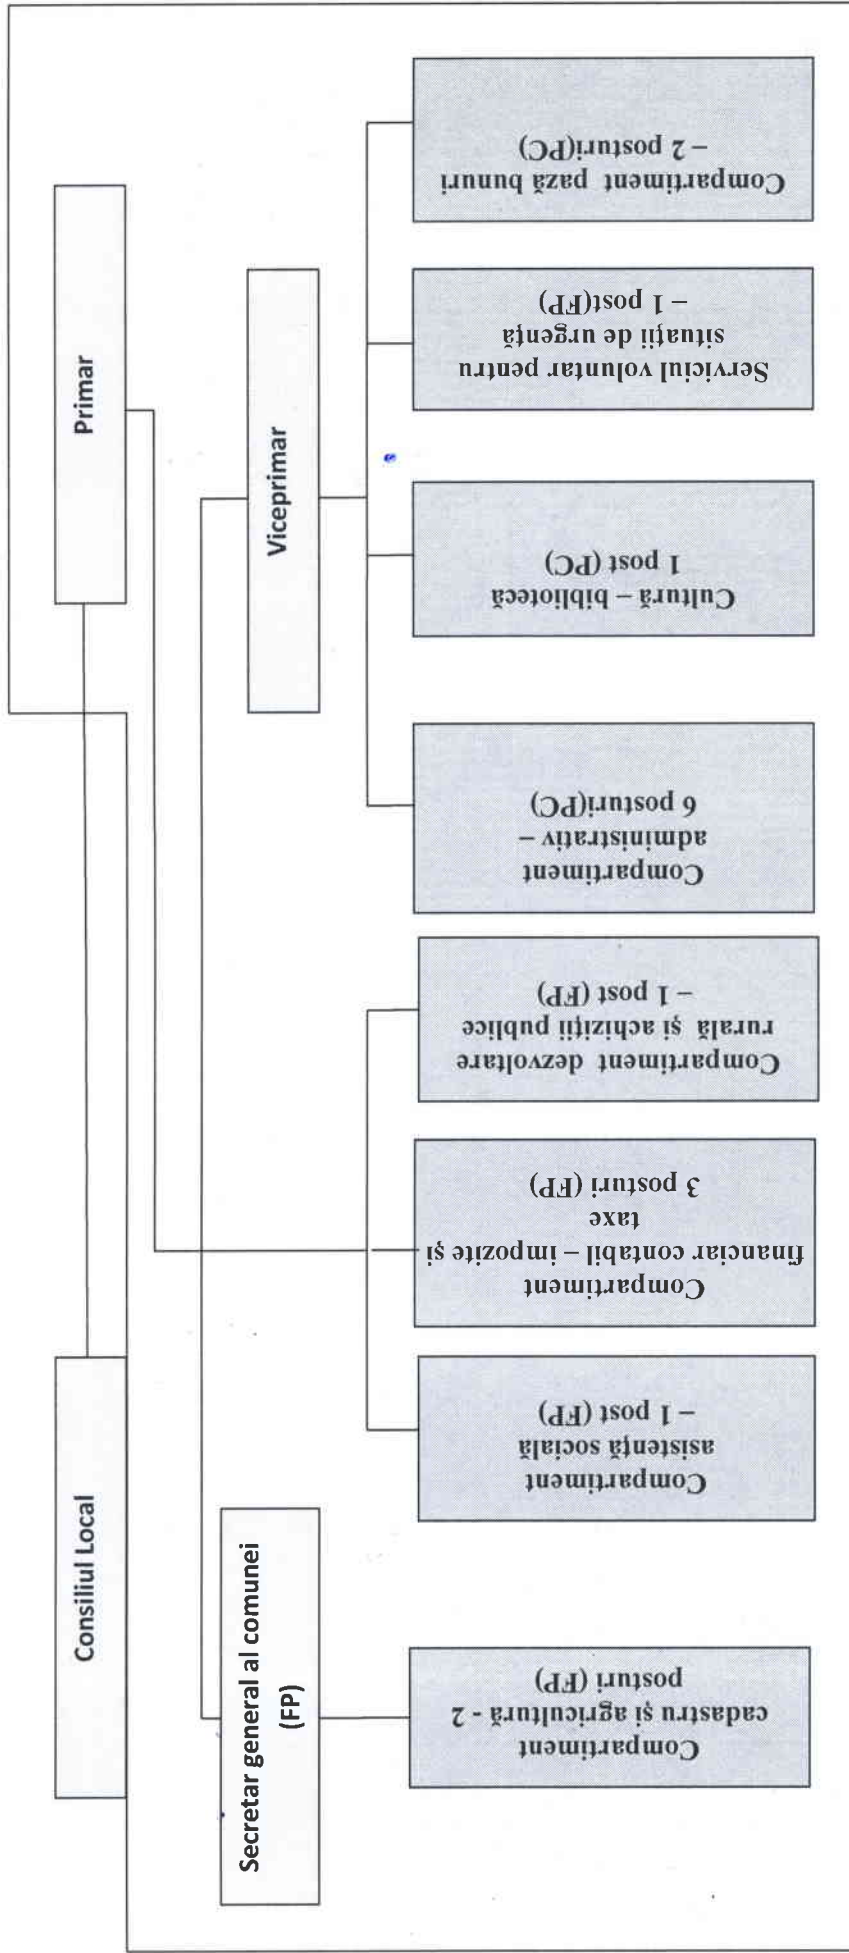 Consiliul Local
Primar
Secretar general al comunei
(FP)
Viceprimar
Compartiment
cadastru și agricultură - 2
posturi (FP)
Compartiment
asistență socială
– 1 post (FP)
Compartiment
financiar contabil – impozite și
taxe
3 posturi (FP)
Compartiment dezvoltare
rurală și achiziții publice
– 1 post (FP)
Compartiment
administrativ –
6 posturi(PC)
Cultură – bibliotecă
1 post (PC)
Serviciul voluntar pentru
situații de urgență
– 1 post(FP)
Compartiment pază bunuri
– 2 posturi(PC)